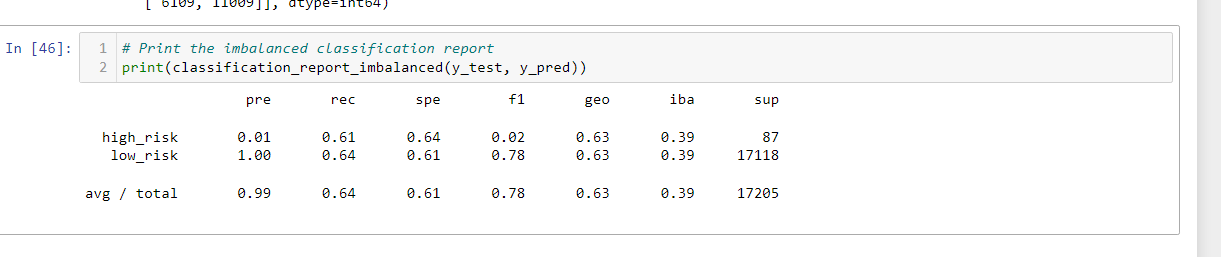 [ 6109, 11009]], dtype=int64)
In [46]: 1 # Print the imbalanced classification report
2 print(classification_report_imbalanced(y_test, y_pred))
pre rec spe f1 geo iba sup
high_risk 0.01 0.61 0.64 0.02 0.63 0.39 87
low_risk 1.00 0.64 0.61 0.78 0.63 0.39 17118
avg / total 0.99 0.64 0.61 0.78 0.63 0.39 17205